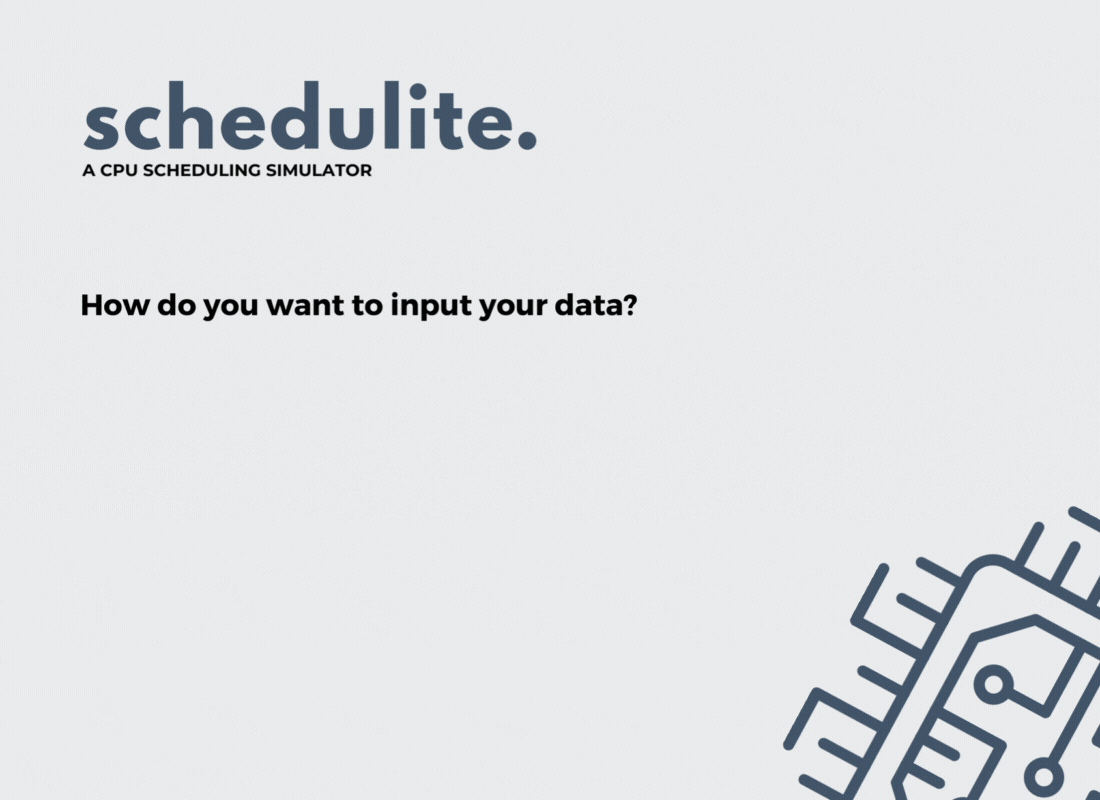 schedulite.
A CPU SCHEDULING SIMULATOR
How do you want to input your data?